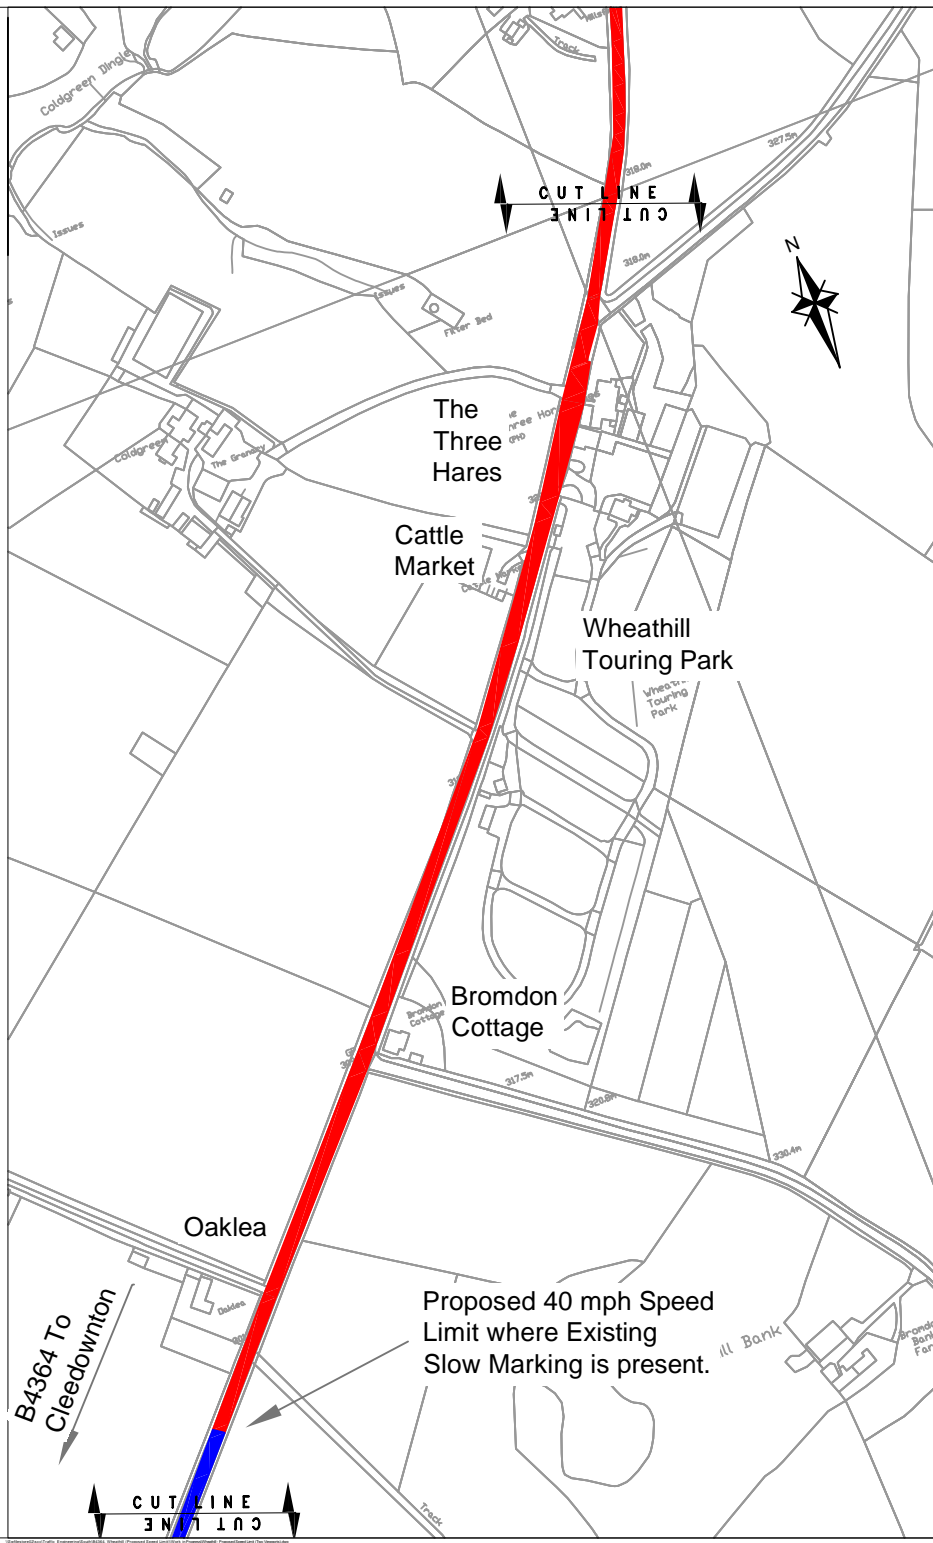 Hills
Track
Coldgreen Dingle
327.5m
318.0m
CUT LINE
CUT LINE
Issues
318.0m
N
Issues
Filter Bed
The
Three
Hares
Coldgreen
The Granary
Cattle
Market
Wheathill
Touring Park
Touring
Park
Bromdon
Cottage
Bromdon
Cottage
317.5m
320.8m
330.4m
Oaklea
Oaklea
Proposed 40 mph Speed
Limit where Existing
Slow Marking is present.
Bank
B4364 To
Cleedownton
CUT LINE
CUT LINE
Track